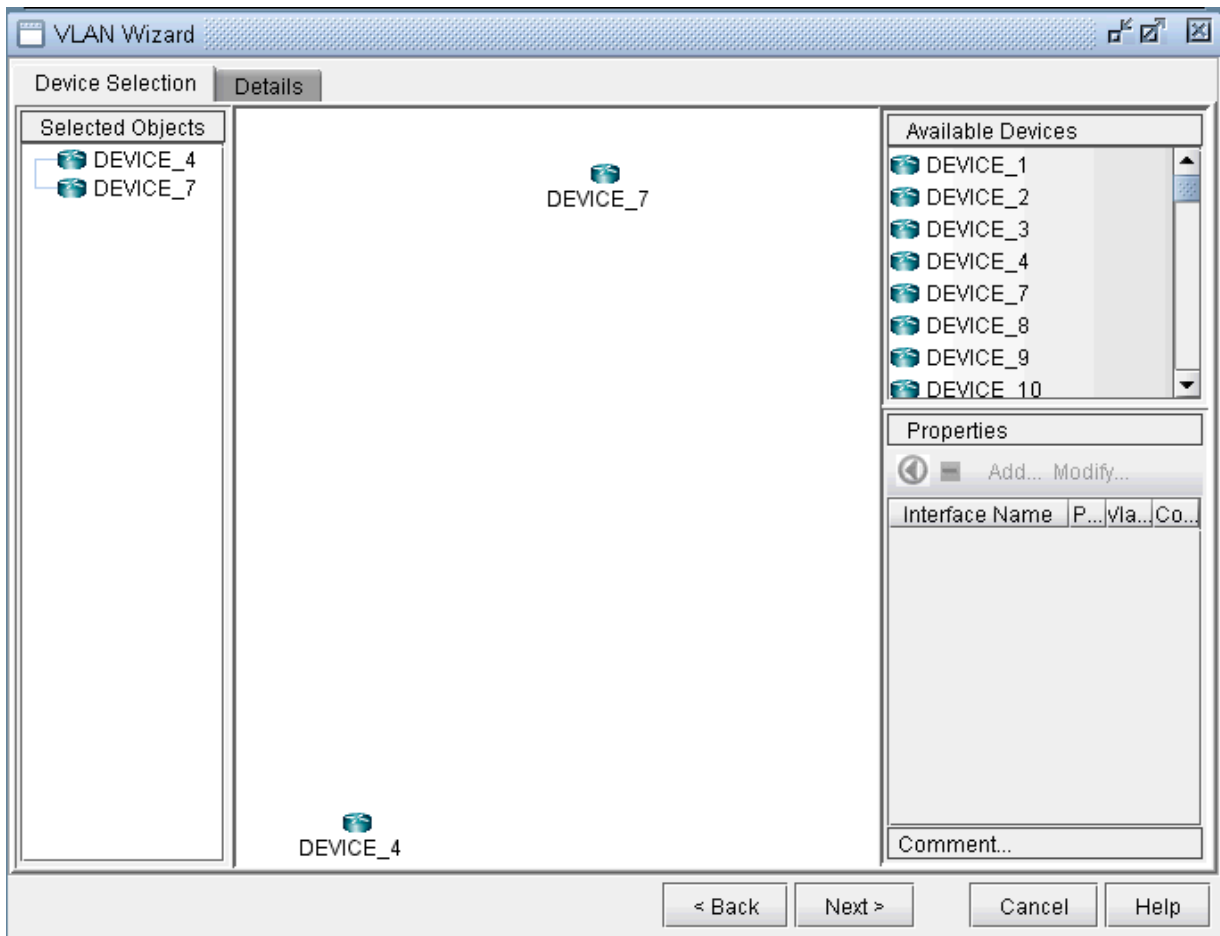 VLAN Wizard
Device Selection
Details
Selected Objects
DEVICE_4
DEVICE_7
DEVICE_7
DEVICE_4
Available Devices
DEVICE_1
DEVICE_2
DEVICE_3
DEVICE_4
DEVICE_7
DEVICE_8
DEVICE_9
DEVICE_10
Properties
Add... Modify...
Interface Name P... Vla... Co...
Comment...
< Back Next > Cancel Help